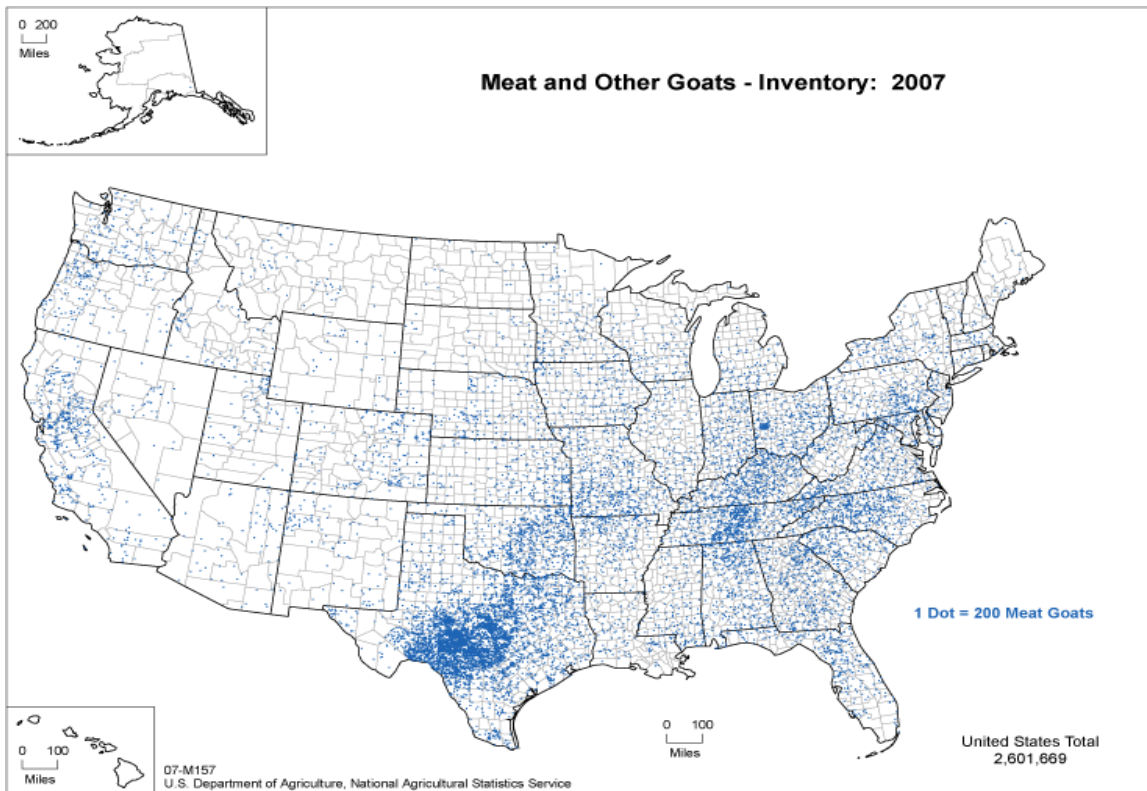 0 200
Miles
Meat and Other Goats - Inventory: 2007
1 Dot = 200 Meat Goats
0 100
Miles
0 100
Miles
United States Total
2,601,669
07-M157
U.S. Department of Agriculture, National Agricultural Statistics Service